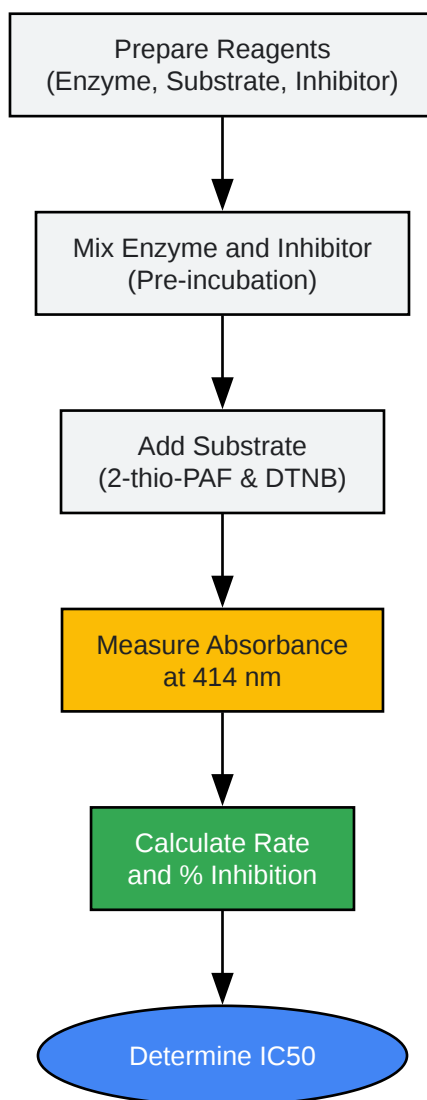 Prepare Reagents
(Enzyme, Substrate, Inhibitor)
Mix Enzyme and Inhibitor
(Pre-incubation)
Add Substrate
(2-thio-PAF & DTNB)
Measure Absorbance
at 414 nm
Calculate Rate
and % Inhibition
Determine IC50